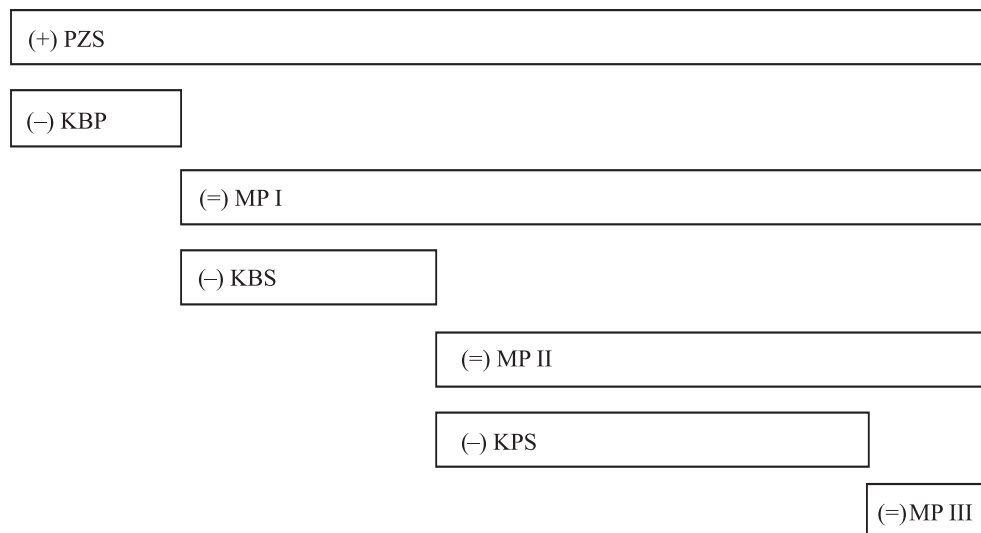 (+) PZS
(–) KBP
(=) MP I
(–) KBS
(=) MP II
(–) KPS
(=) MP III